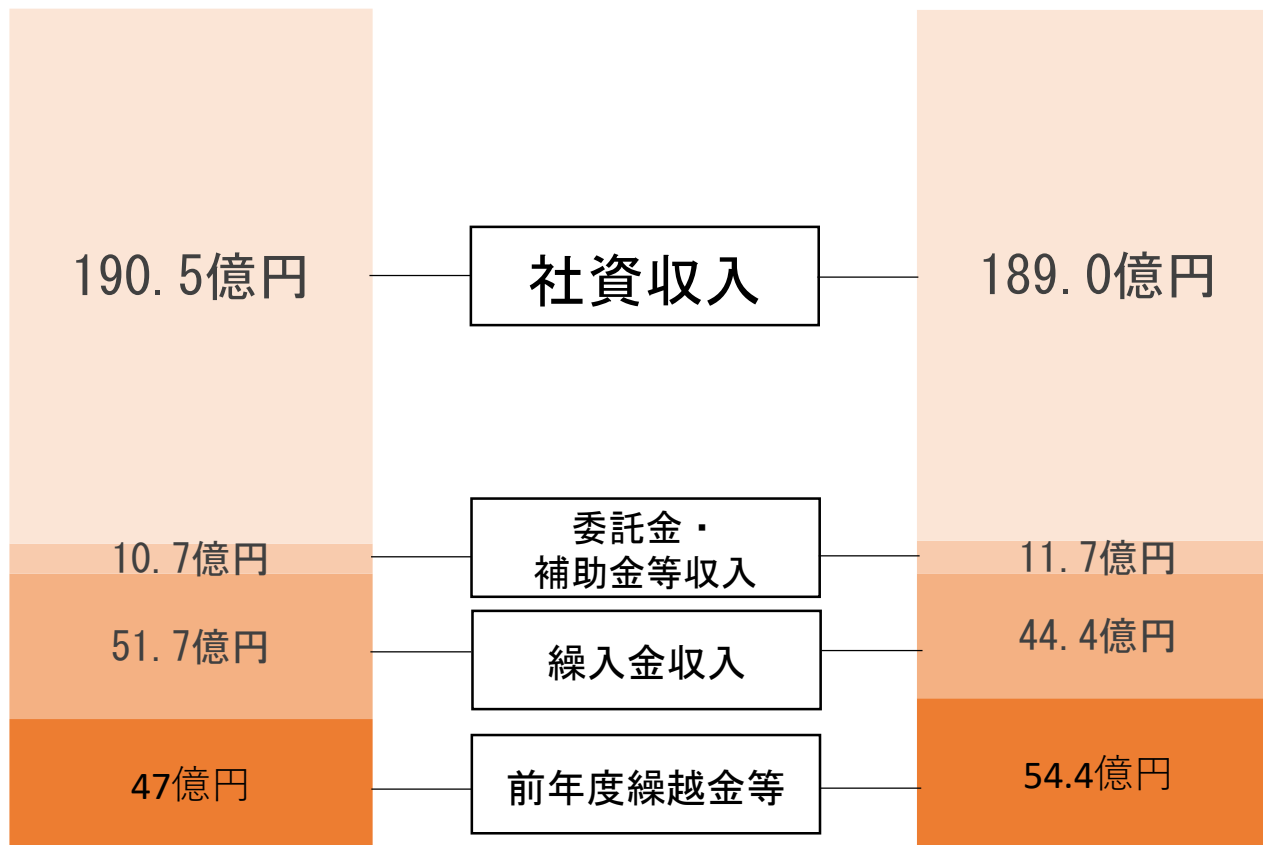 190.5億円
社資収入
189.0億円
10.7億円
委託金・
補助金等収入
11.7億円
51.7億円
繰入金収入
44.4億円
47億円
前年度繰越金等
54.4億円